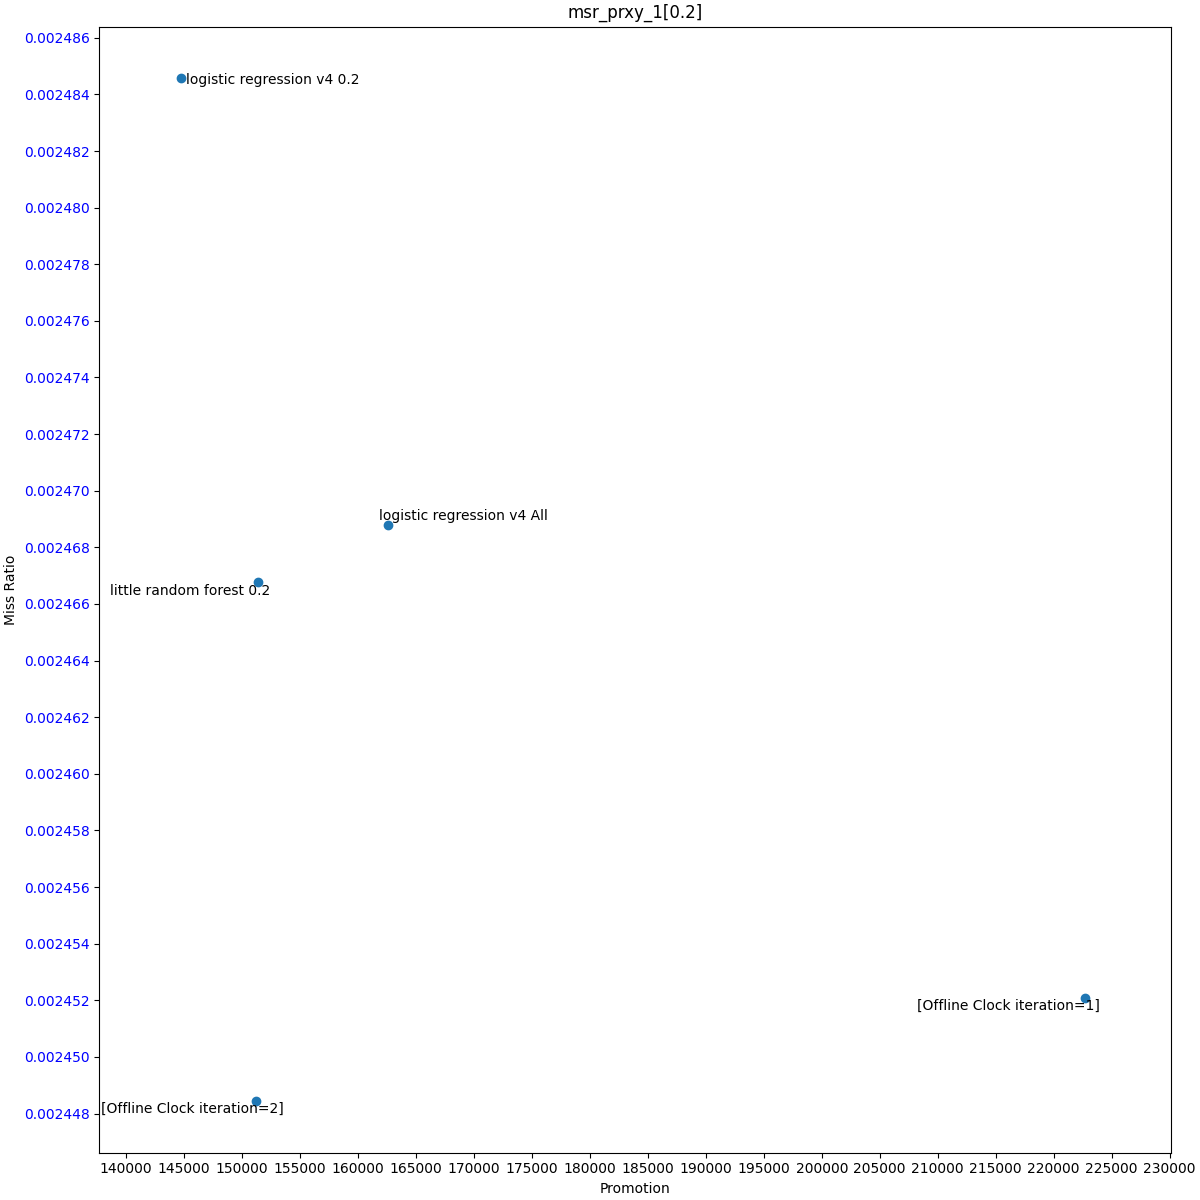 msr_prxy_1[0.2]
0.002486
logistic regression v4 0.2
0.002484
0.002482
0.002480
0.002478
0.002476
0.002474
0.002472
0.002470
logistic regression v4 All
0.002468
little random forest 0.2
0.002466
Miss Ratio
0.002464
0.002462
0.002460
0.002458
0.002456
0.002454
0.002452
[Offline Clock iteration=1]
0.002450
[Offline Clock iteration=2]
0.002448
140000 145000 150000 155000 160000 165000 170000 175000 180000 185000 190000 195000 200000 205000 210000 215000 220000 225000 230000
Promotion